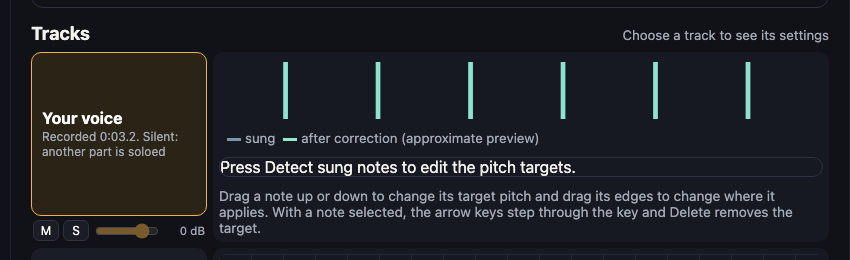 Tracks
Choose a track to see its settings
Your voice
Recorded 0:03.2. Silent:
another part is soloed
sung after correction (approximate preview)
Press Detect sung notes to edit the pitch targets.
Drag a note up or down to change its target pitch and drag its edges to change where it
applies. With a note selected, the arrow keys step through the key and Delete removes the
target.
M S 0 dB